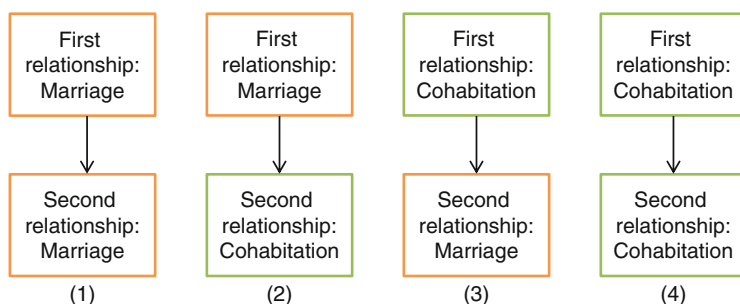 First
relationship:
Marriage
First
relationship:
Marriage
First
relationship:
Cohabitation
First
relationship:
Cohabitation
Second
relationship:
Marriage
Second
relationship:
Cohabitation
Second
relationship:
Marriage
Second
relationship:
Cohabitation
(1)
(2)
(3)
(4)